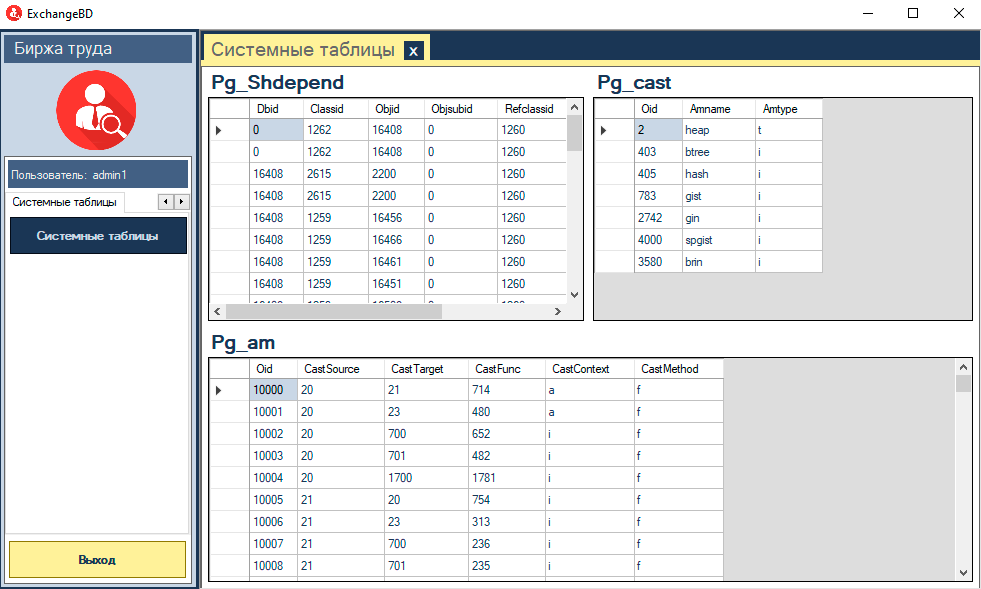 ExchangeBD
Биржа труда
Пользователь: admin1
Системные таблицы
Системные таблицы
Выход
Системные таблицы x
Pg_Shdepend
Dbid Classid Objid Objsubid Refclassid
0 1262 16408 0 1260
0 1262 16408 0 1260
16408 2615 2200 0 1260
16408 2615 2200 0 1260
16408 1259 16456 0 1260
16408 1259 16466 0 1260
16408 1259 16461 0 1260
16408 1259 16451 0 1260
Pg_cast
Oid Amname Amtype
2 heap t
403 btree i
405 hash i
783 gist i
2742 gin i
4000 spgist i
3580 brin i
Pg_am
Oid CastSource CastTarget CastFunc CastContext CastMethod
10000 20 21 714 a f
10001 20 23 480 a f
10002 20 700 652 i f
10003 20 701 482 i f
10004 20 1700 1781 i f
10005 21 20 754 i f
10006 21 23 313 i f
10007 21 700 236 i f
10008 21 701 235 i f